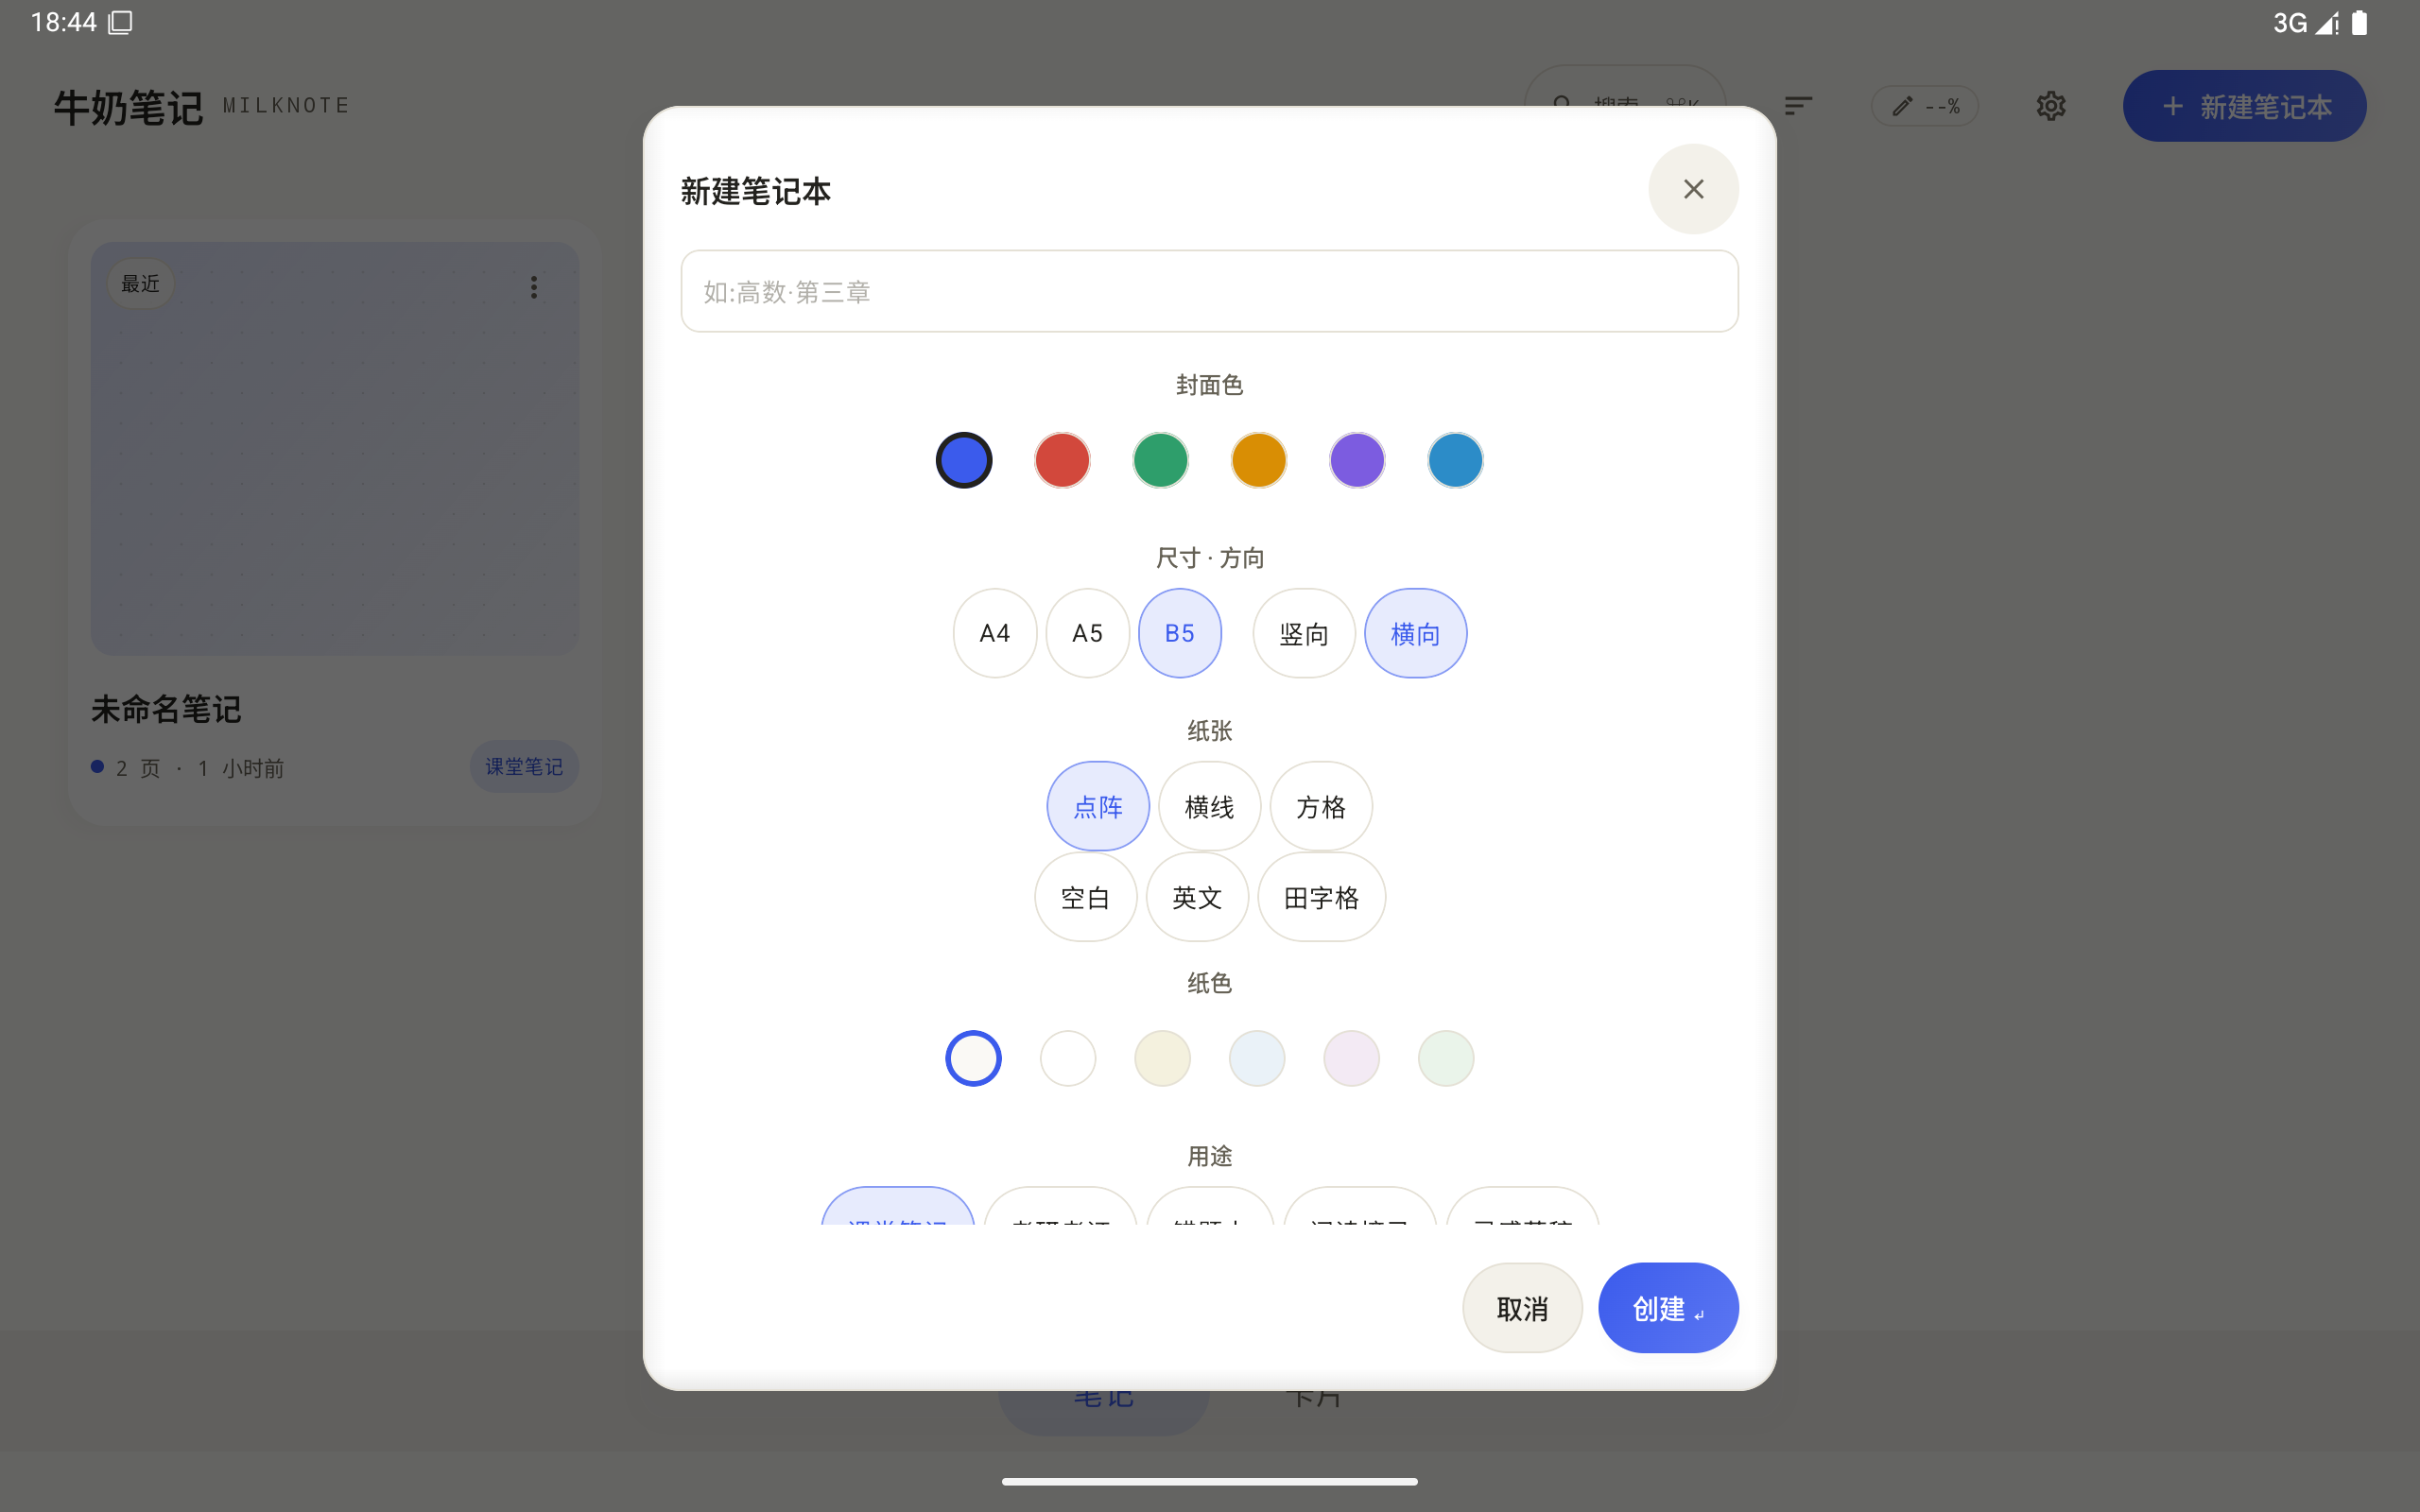 18:44
3G
牛奶笔记 MILKNOTE
--%
+ 新建笔记本
新建笔记本
如:高数·第三章
最近
封面色
尺寸 · 方向
A4 A5 B5 竖向 横向
未命名笔记
2 页 · 1 小时前
课堂笔记
纸张
点阵 横线 方格
空白 英文 田字格
纸色
用途
取消 创建 ↵
笔记